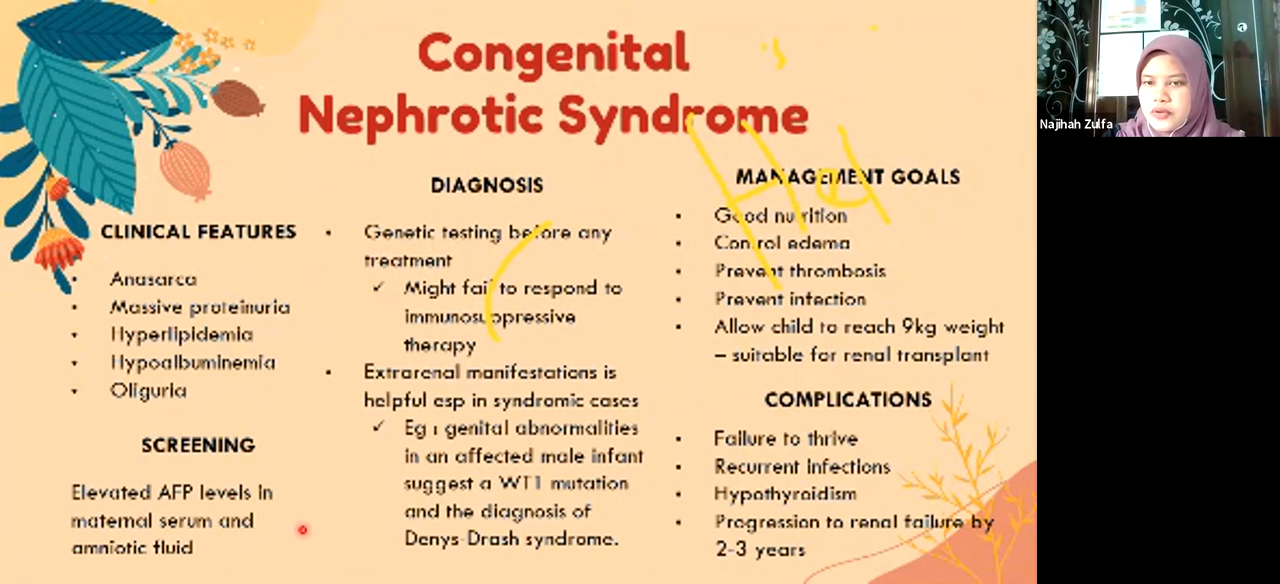 Congenital
Nephrotic Syndrome
CLINICAL FEATURES
• Anasarca
• Massive proteinuria
• Hyperlipidemia
• Hypoalbuminemia
• Oliguria
SCREENING
Elevated AFP levels in
maternal serum and
amniotic fluid
DIAGNOSIS
• Genetic testing before any
treatment
✓ Might fail to respond to
immunosuppressive
therapy
• Extrarenal manifestations is
helpful esp in syndromic cases
✓ Eg : genital abnormalities
in an affected male infant
suggest a WT1 mutation
and the diagnosis of
Denys-Drash syndrome.
MANAGEMENT GOALS
• Good nutrition
• Control edema
• Prevent thrombosis
• Prevent infection
• Allow child to reach 9kg weight
– suitable for renal transplant
COMPLICATIONS
• Failure to thrive
• Recurrent infections
• Hypothyroidism
• Progression to renal failure by
2-3 years
Najihah Zulfa